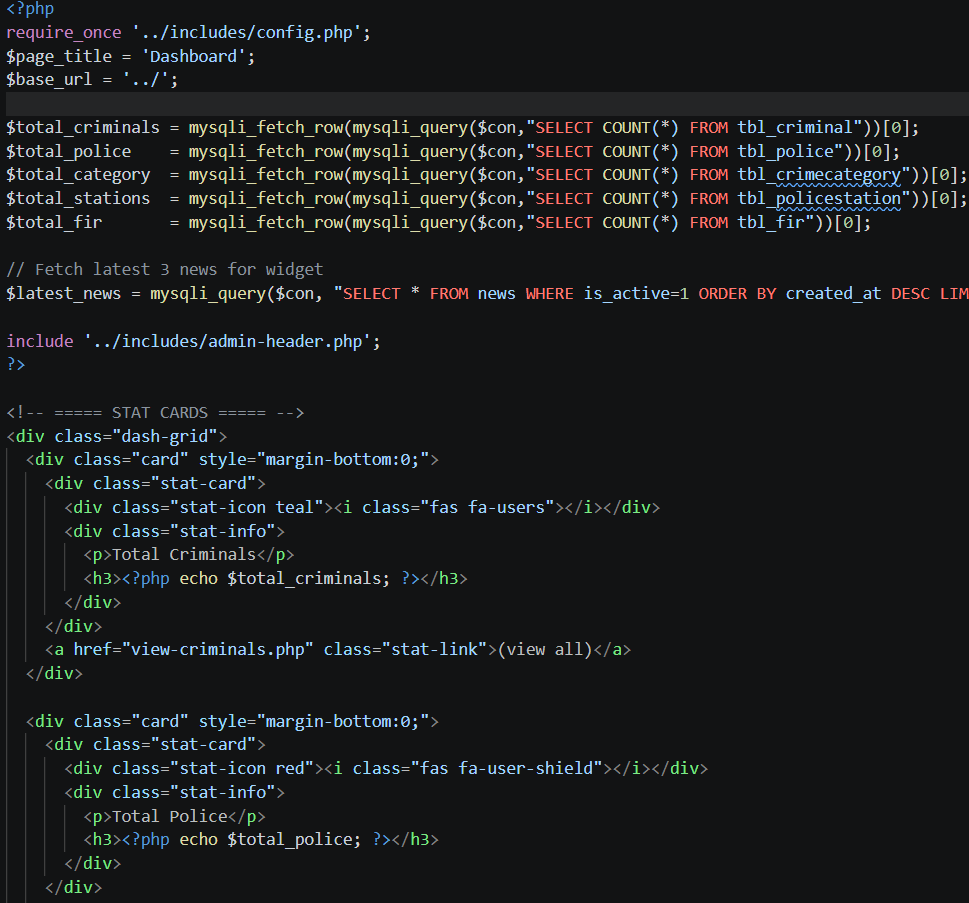 <?php
require_once '../includes/config.php';
$page_title = 'Dashboard';
$base_url = '../';
$total_criminals = mysqli_fetch_row(mysqli_query($con,"SELECT COUNT(*) FROM tbl_criminal"))[0];
$total_police    = mysqli_fetch_row(mysqli_query($con,"SELECT COUNT(*) FROM tbl_police"))[0];
$total_category  = mysqli_fetch_row(mysqli_query($con,"SELECT COUNT(*) FROM tbl_crimecategory"))[0];
$total_stations  = mysqli_fetch_row(mysqli_query($con,"SELECT COUNT(*) FROM tbl_policestation"))[0];
$total_fir       = mysqli_fetch_row(mysqli_query($con,"SELECT COUNT(*) FROM tbl_fir"))[0];
// Fetch latest 3 news for widget
$latest_news = mysqli_query($con, "SELECT * FROM news WHERE is_active=1 ORDER BY created_at DESC LIM
include '../includes/admin-header.php';
?>
<!-- ===== STAT CARDS ===== -->
<div class="dash-grid">
  <div class="card" style="margin-bottom:0;">
    <div class="stat-card">
      <div class="stat-icon teal"><i class="fas fa-users"></i></div>
      <div class="stat-info">
        <p>Total Criminals</p>
        <h3><?php echo $total_criminals; ?></h3>
      </div>
    </div>
    <a href="view-criminals.php" class="stat-link">(view all)</a>
  </div>
  <div class="card" style="margin-bottom:0;">
    <div class="stat-card">
      <div class="stat-icon red"><i class="fas fa-user-shield"></i></div>
      <div class="stat-info">
        <p>Total Police</p>
        <h3><?php echo $total_police; ?></h3>
      </div>
    </div>